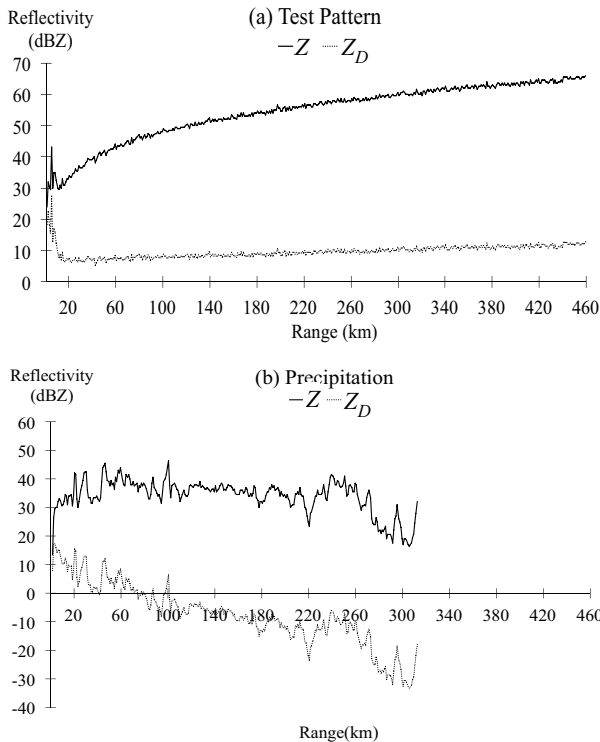 Reflectivity
(dBZ)
(a) Test Pattern
Z Z_D
70
60
50
40
30
20
10
0
20 60 100 140 180 220 260 300 340 380 420 460
Range (km)
Reflectivity
(dBZ)
(b) Precipitation
Z Z_D
60
50
40
30
20
10
0
-10
-20
-30
-40
20 60 100 140 180 220 260 300 340 380 420 460
Range(km)